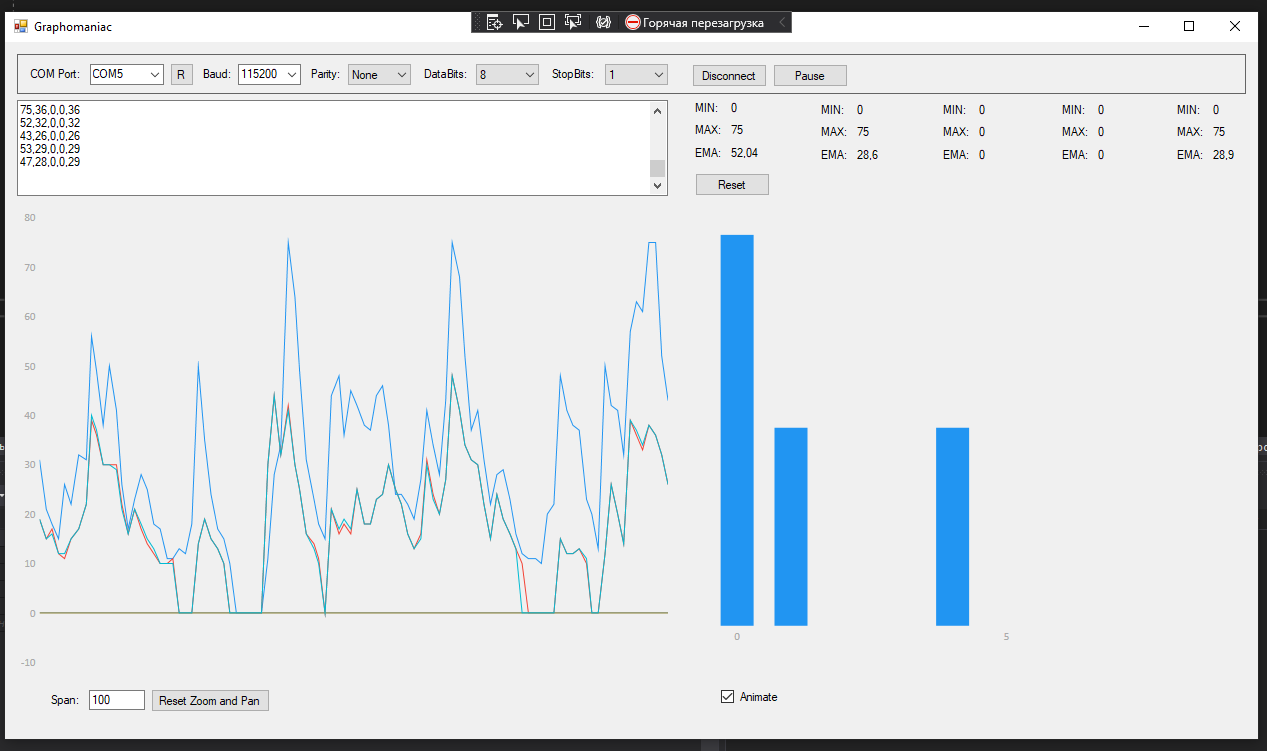 Graphomaniac
Горячая перезагрузка
COM Port: COM5 R Baud: 115200 Parity: None DataBits: 8 StopBits: 1 Disconnect Pause
75,36,0,0,36
52,32,0,0,32
43,26,0,0,26
53,29,0,0,29
47,28,0,0,29
MIN: 0 MIN: 0 MIN: 0 MIN: 0 MIN: 0
MAX: 75 MAX: 75 MAX: 0 MAX: 0 MAX: 75
EMA: 52,04 EMA: 28,6 EMA: 0 EMA: 0 EMA: 28,9
Reset
80
70
60
50
40
30
20
10
0
-10
0 5
Span: 100 Reset Zoom and Pan
Animate